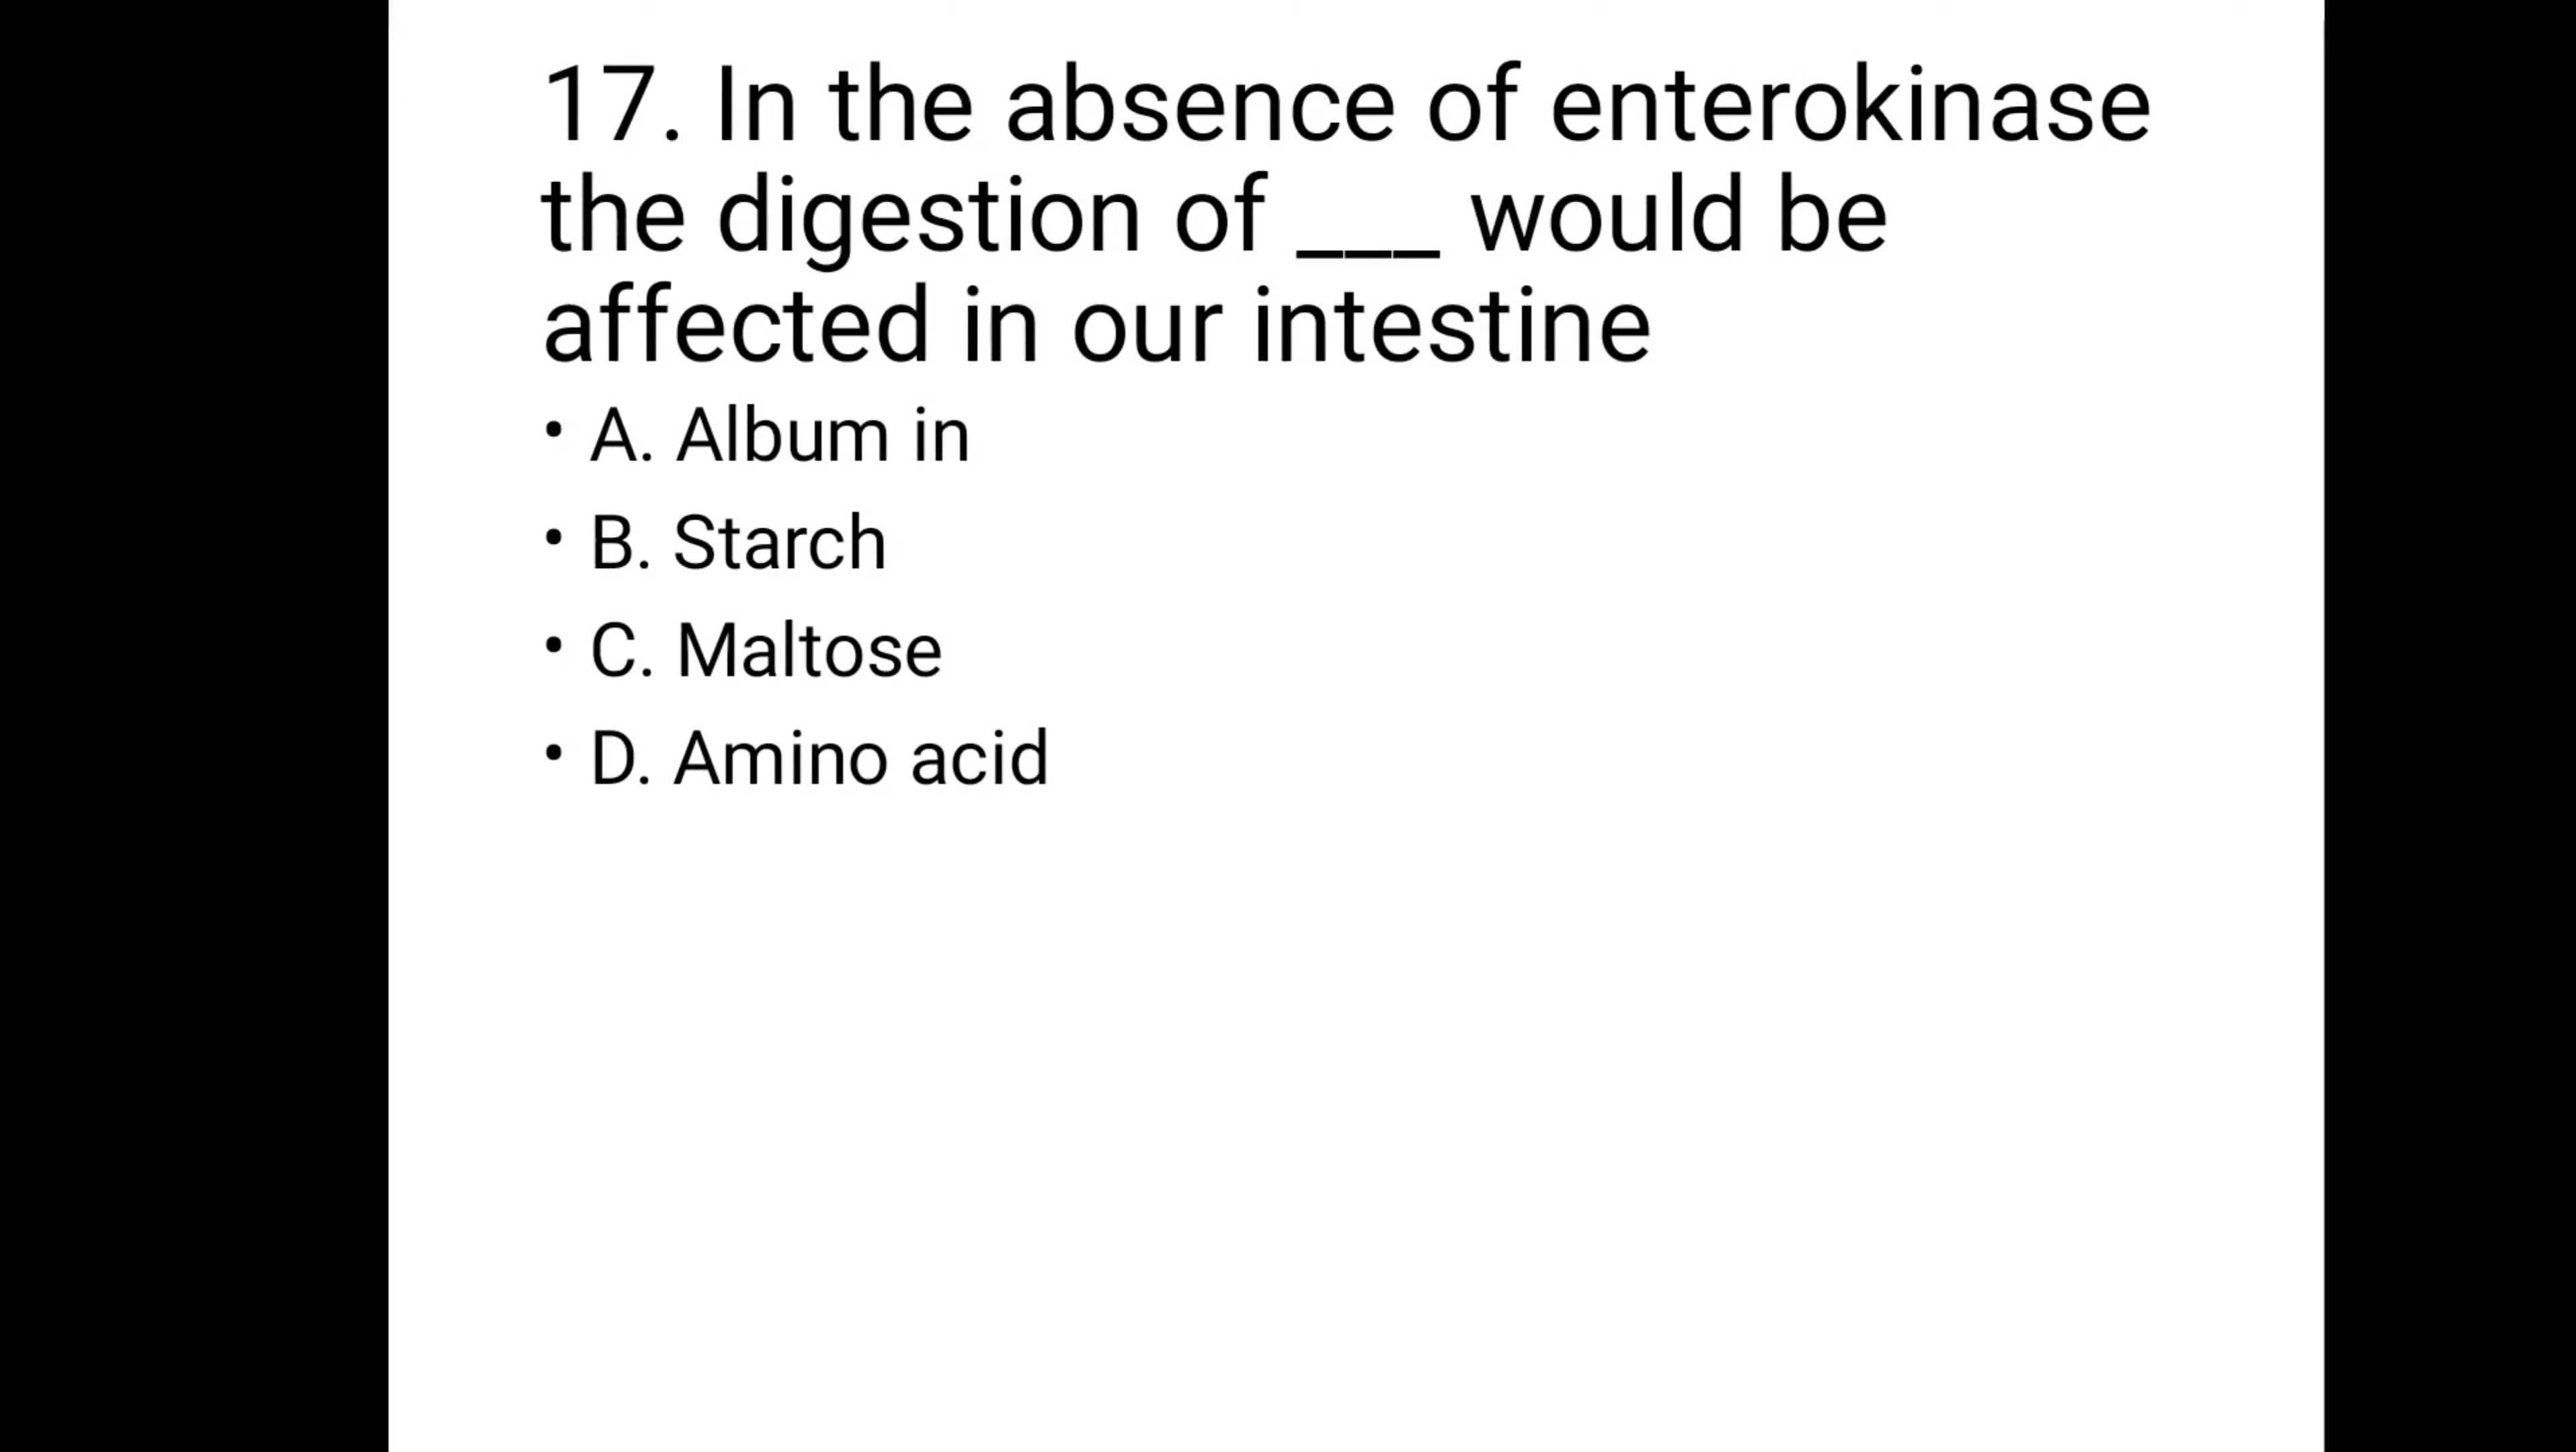 17. In the absence of enterokinase
the digestion of ___ would be
affected in our intestine
• A. Album in
• B. Starch
• C. Maltose
• D. Amino acid